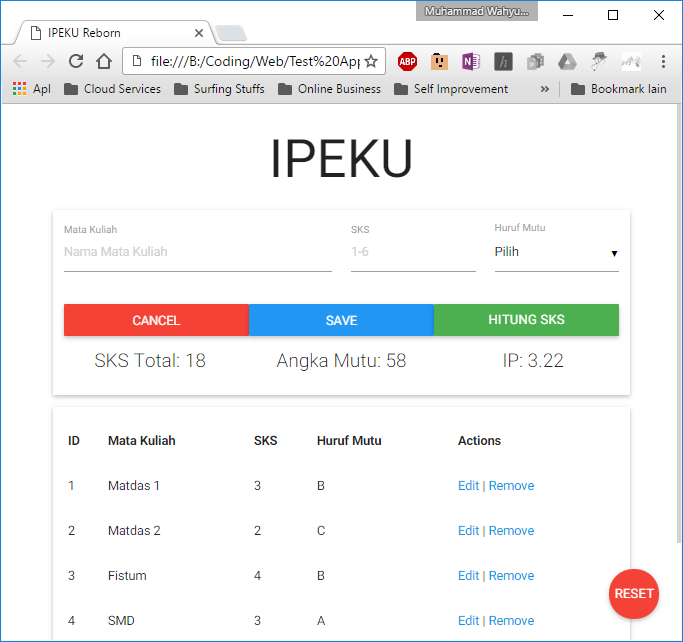 Muhammad Wahyu...
IPEKU Reborn
file:///B:/Coding/Web/Test%20App
ABP
N
h
Apl
Cloud Services
Surfing Stuffs
Online Business
Self Improvement
»
Bookmark lain
IPEKU
Mata Kuliah
SKS
Huruf Mutu
Nama Mata Kuliah
1-6
Pilih
CANCEL
SAVE
HITUNG SKS
SKS Total: 18
Angka Mutu: 58
IP: 3.22
ID Mata Kuliah SKS Huruf Mutu Actions
1 Matdas 1 3 B Edit | Remove
2 Matdas 2 2 C Edit | Remove
3 Fistum 4 B Edit | Remove
4 SMD 3 A Edit | Remove
RESET